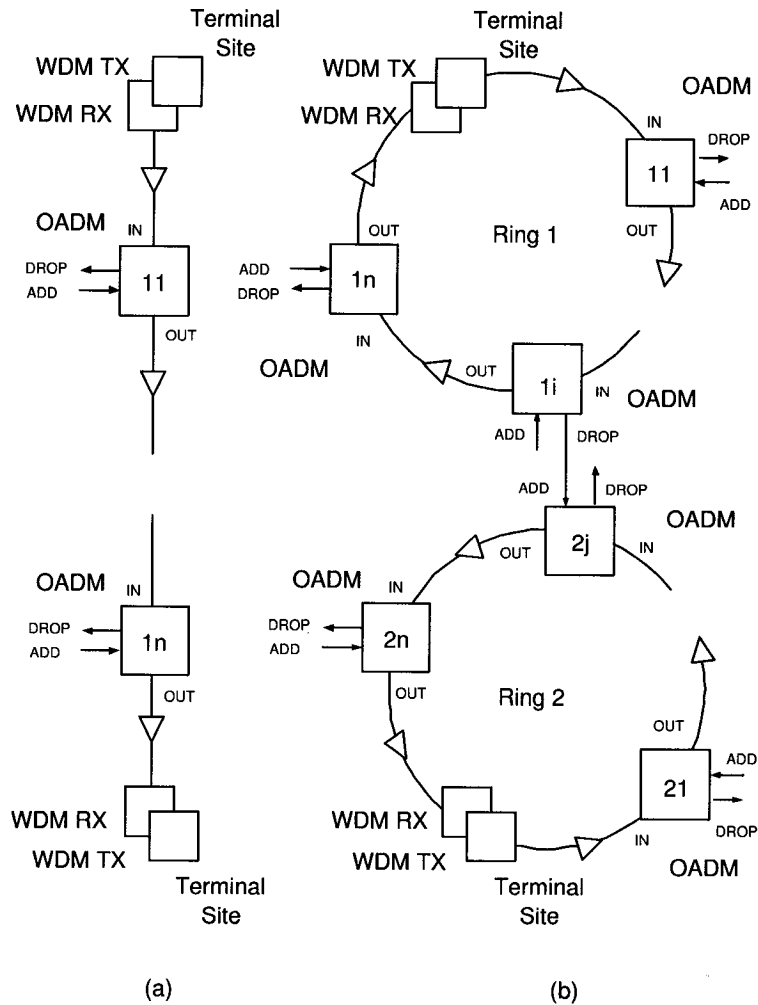 Terminal
Site
WDM TX
WDM RX
IN
OADM
DROP
ADD
11
OUT
OADM
IN
DROP
ADD
1n
OUT
WDM RX
WDM TX
Terminal
Site
(a)
Terminal
Site
WDM TX
WDM RX
OADM
IN
DROP
11
ADD
OUT
Ring 1
OUT
ADD
DROP
1n
IN
OADM
OUT
1i
IN
OADM
ADD
DROP
ADD
DROP
OADM
2j
OUT
IN
OADM
IN
DROP
ADD
2n
OUT
Ring 2
OUT
21
ADD
DROP
IN
OADM
WDM RX
WDM TX
Terminal
Site
(b)